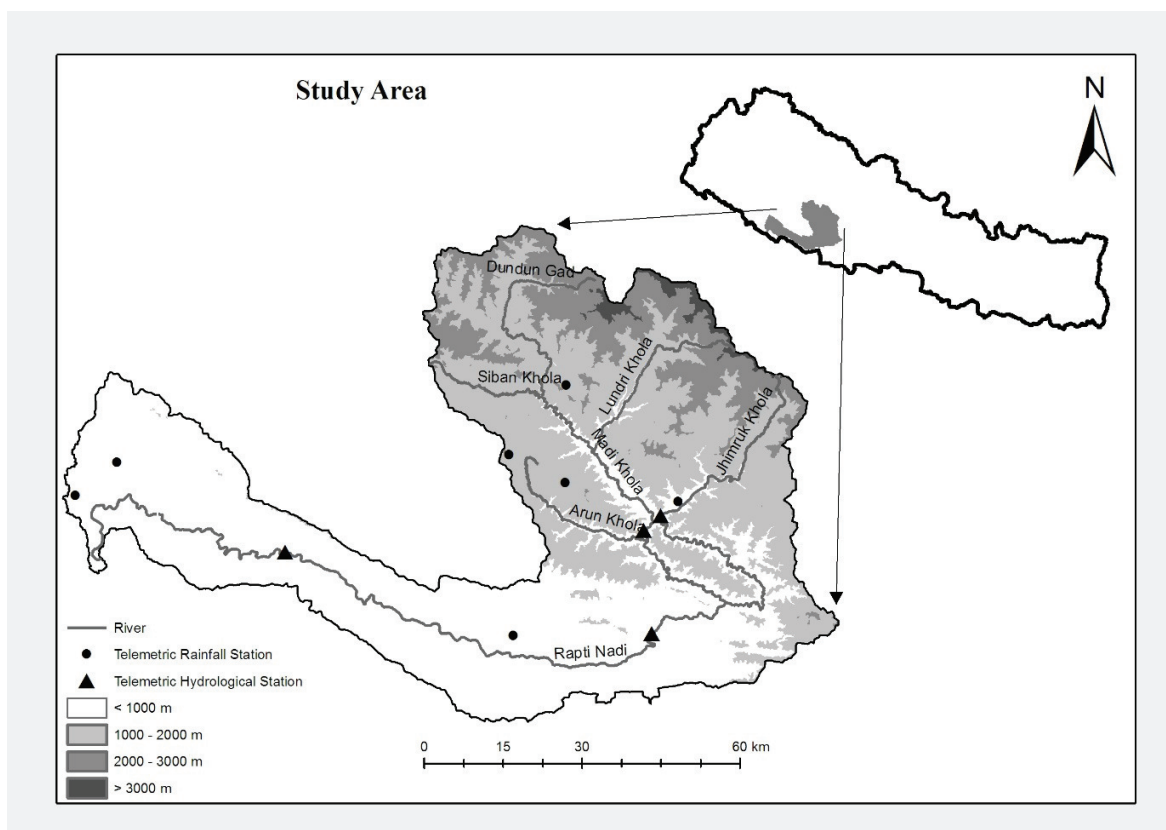 Study Area
N
Dundun Gad
Siban Khola
Lundri Khola
Madi Khola
Jhimruk Khola
Arun Khola
Rapti Nadi
River
Telemetric Rainfall Station
Telemetric Hydrological Station
< 1000 m
1000 - 2000 m
2000 - 3000 m
> 3000 m
0 15 30 60 km